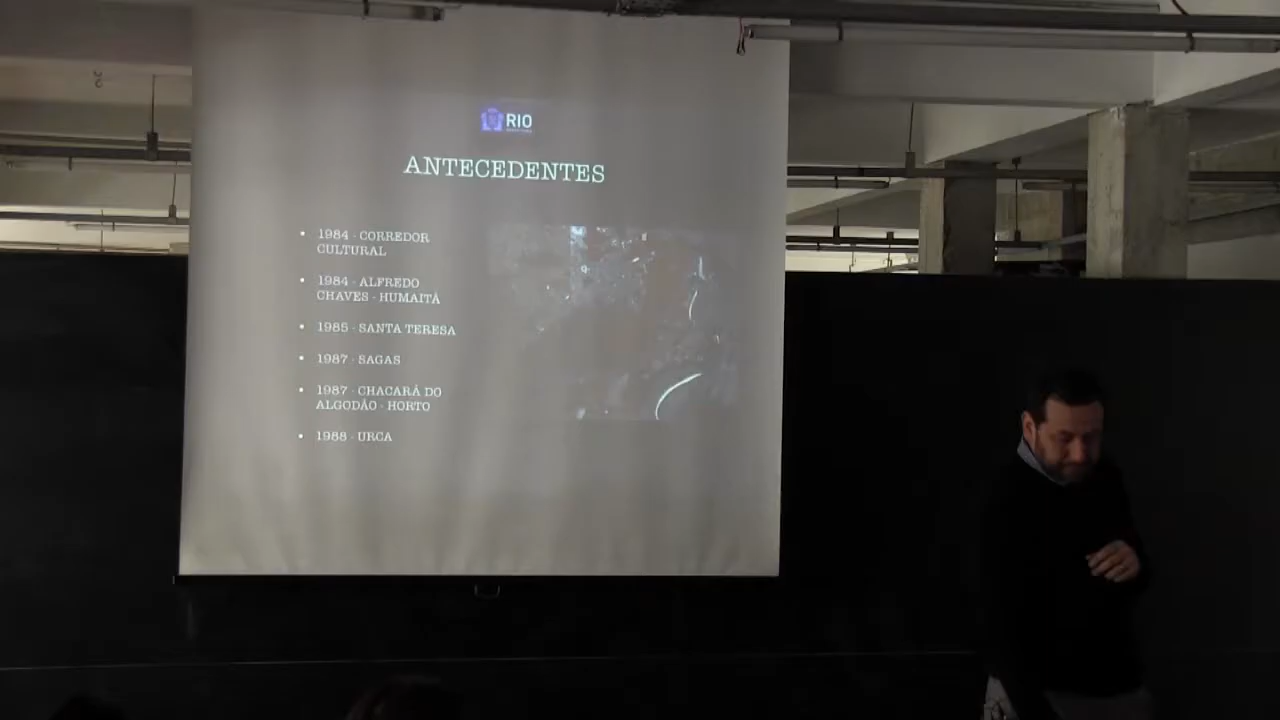 RIO
ANTECEDENTES
• 1984 - CORREDOR
CULTURAL
• 1984 - ALFREDO
CHAVES - HUMAITÁ
• 1985 - SANTA TERESA
• 1987 - SAGAS
• 1987 - CHACARÁ DO
ALGODÃO - HORTO
• 1988 - URCA